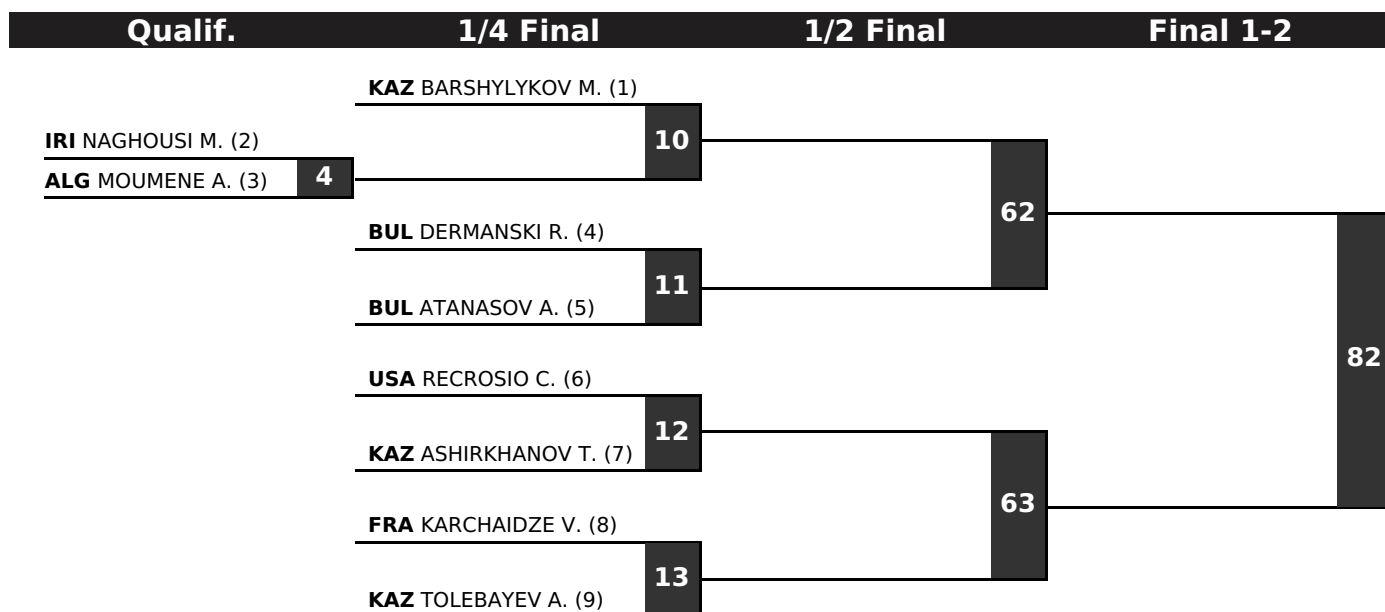 Qualif. 1/4 Final 1/2 Final Final 1-2
KAZ BARSHYLYKOV M. (1)
10
IRI NAGHOUSI M. (2)
ALG MOUMENE A. (3)
4
62
BUL DERMANSKI R. (4)
11
BUL ATANASOV A. (5)
82
USA RECROSIO C. (6)
12
KAZ ASHIRKHANOV T. (7)
63
FRA KARCHAIDZE V. (8)
13
KAZ TOLEBAYEV A. (9)